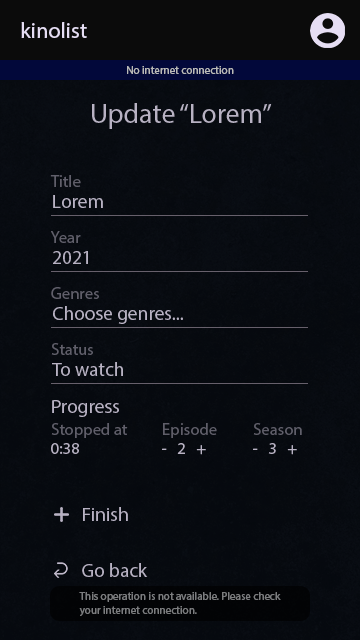 kinolist
No internet connection
Update “Lorem”
Title
Lorem
Year
2021
Genres
Choose genres...
Status
To watch
Progress
Stopped at Episode Season
0:38 - 2 + - 3 +
+ Finish
Go back
This operation is not available. Please check
your internet connection.